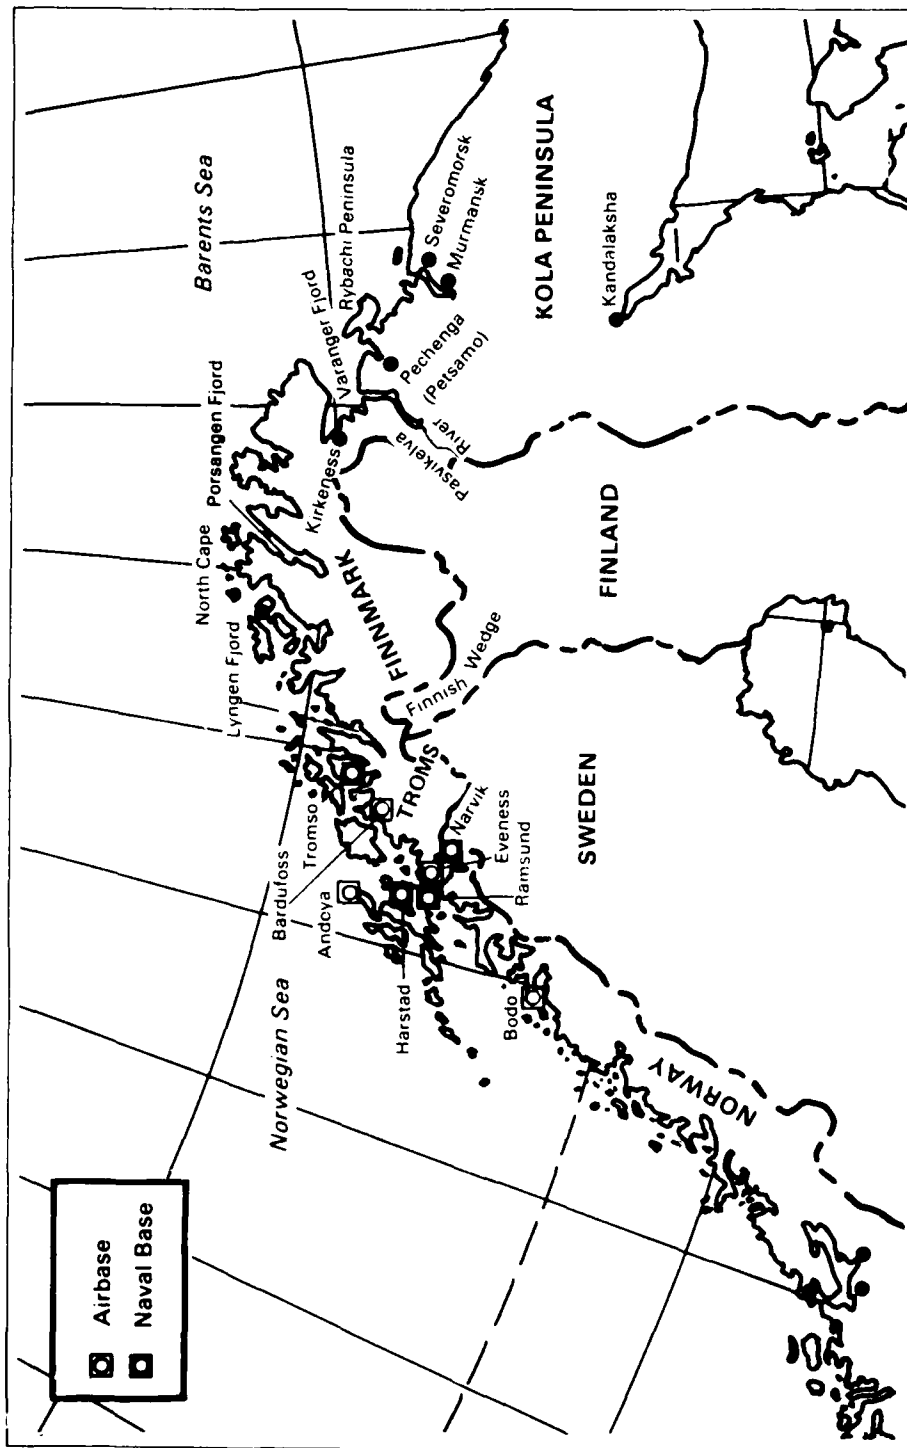 Barents Sea
Norwegian Sea
North Cape
Porsangen Fjord
Lyngen Fjord
Varanger Fjord
Rybachi Peninsula
Severomorsk
Murmansk
Pechenga
(Petsamo)
Kirkeness
Pasvikelva
River
KOLA PENINSULA
Kandalaksha
FINNMARK
Finnish Wedge
FINLAND
TROMS
Tromso
Bardufoss
Andoya
Harstad
Narvik
Eveness
Ramsund
Bodo
SWEDEN
NORWAY
Airbase
Naval Base